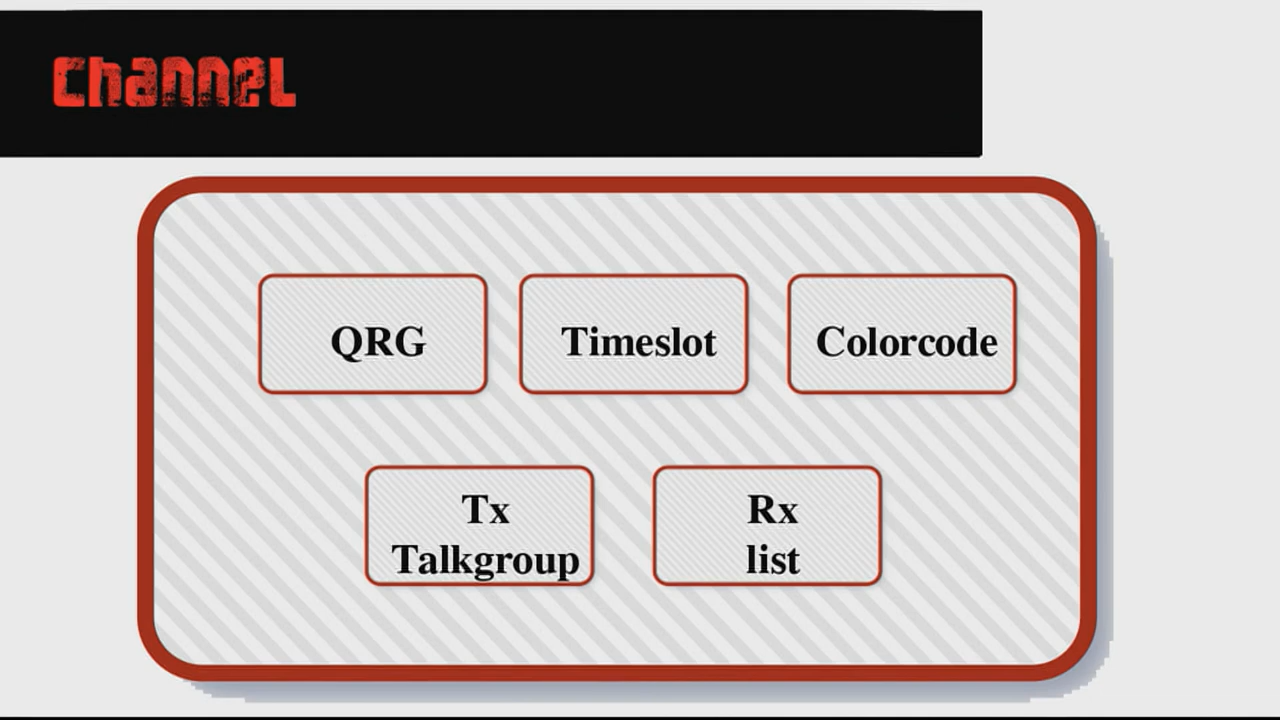 Channel
QRG
Timeslot
Colorcode
Tx
Talkgroup
Rx
list